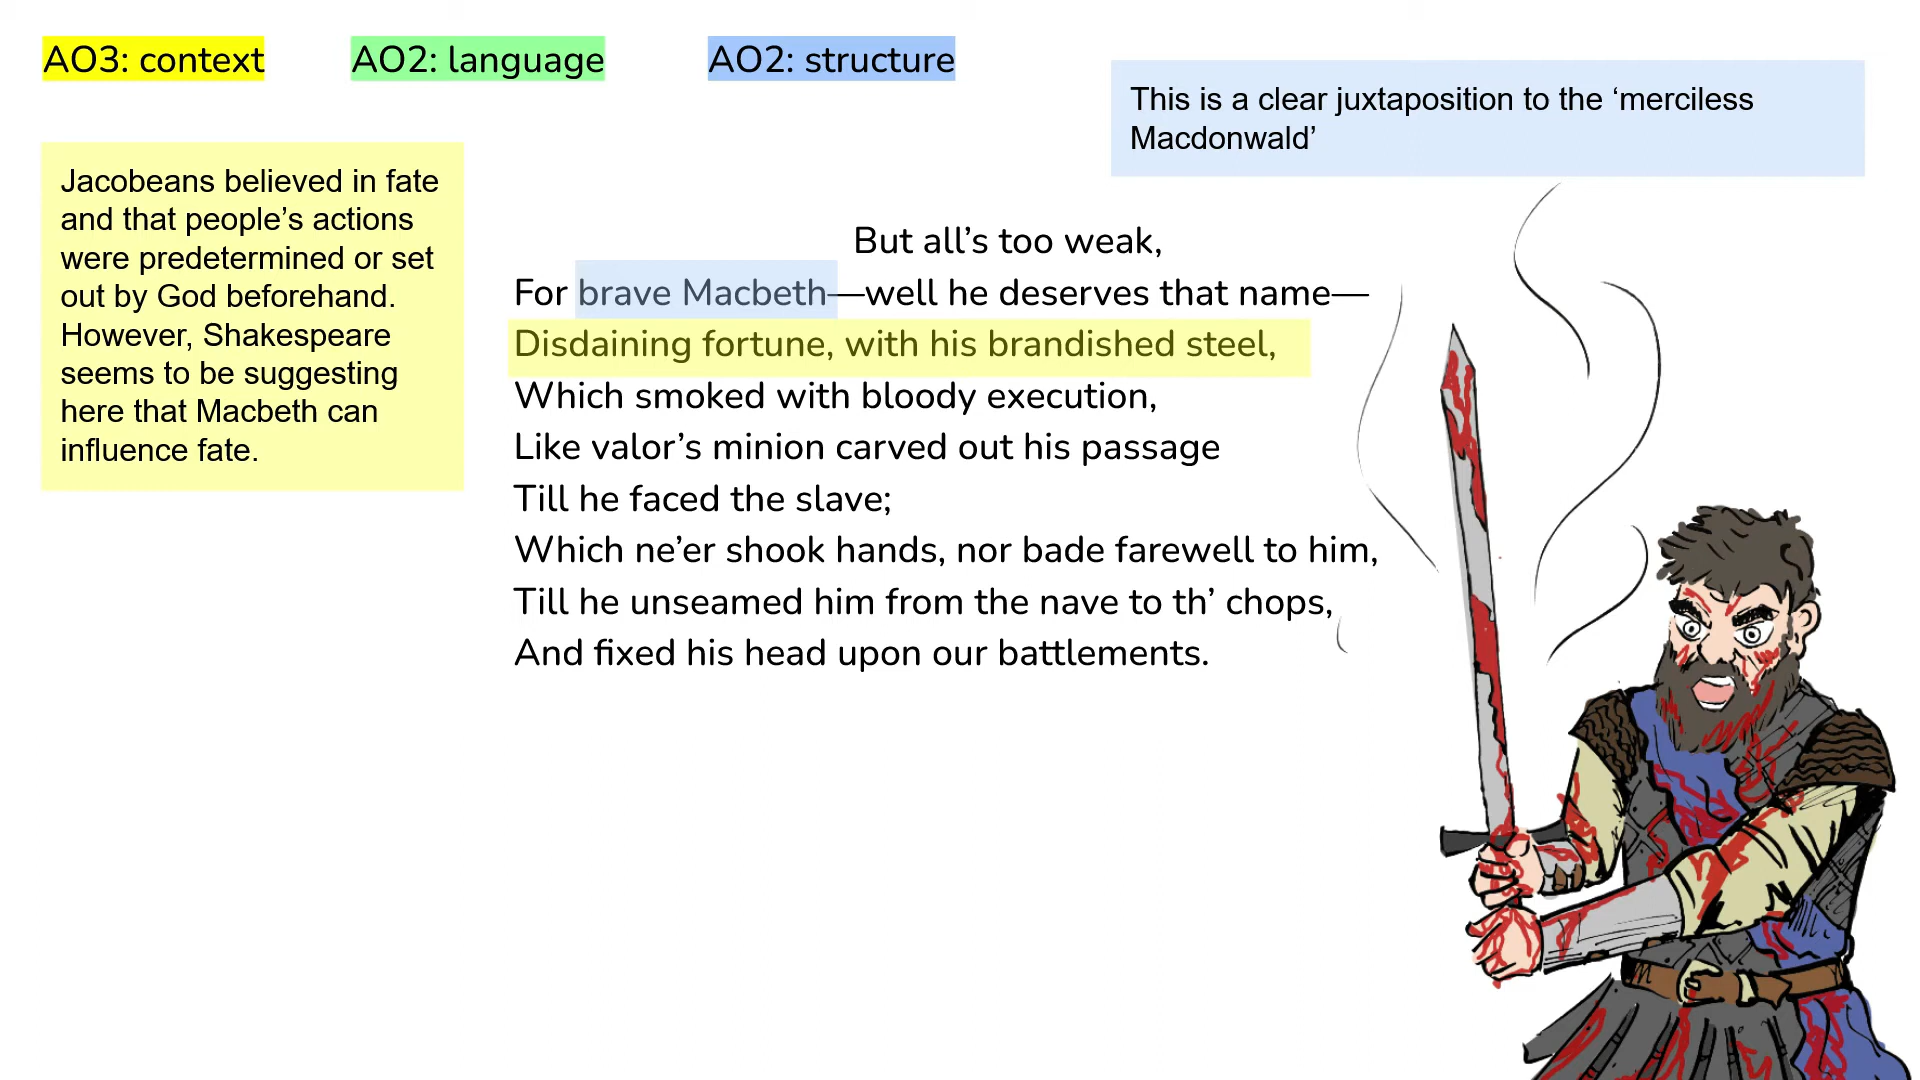 AO3: context
AO2: language
AO2: structure
This is a clear juxtaposition to the ‘merciless
Macdonwald’
Jacobeans believed in fate
and that people’s actions
were predetermined or set
out by God beforehand.
However, Shakespeare
seems to be suggesting
here that Macbeth can
influence fate.
But all’s too weak,
For brave Macbeth—well he deserves that name—
Disdaining fortune, with his brandished steel,
Which smoked with bloody execution,
Like valor’s minion carved out his passage
Till he faced the slave;
Which ne’er shook hands, nor bade farewell to him,
Till he unseamed him from the nave to th’ chops,
And fixed his head upon our battlements.